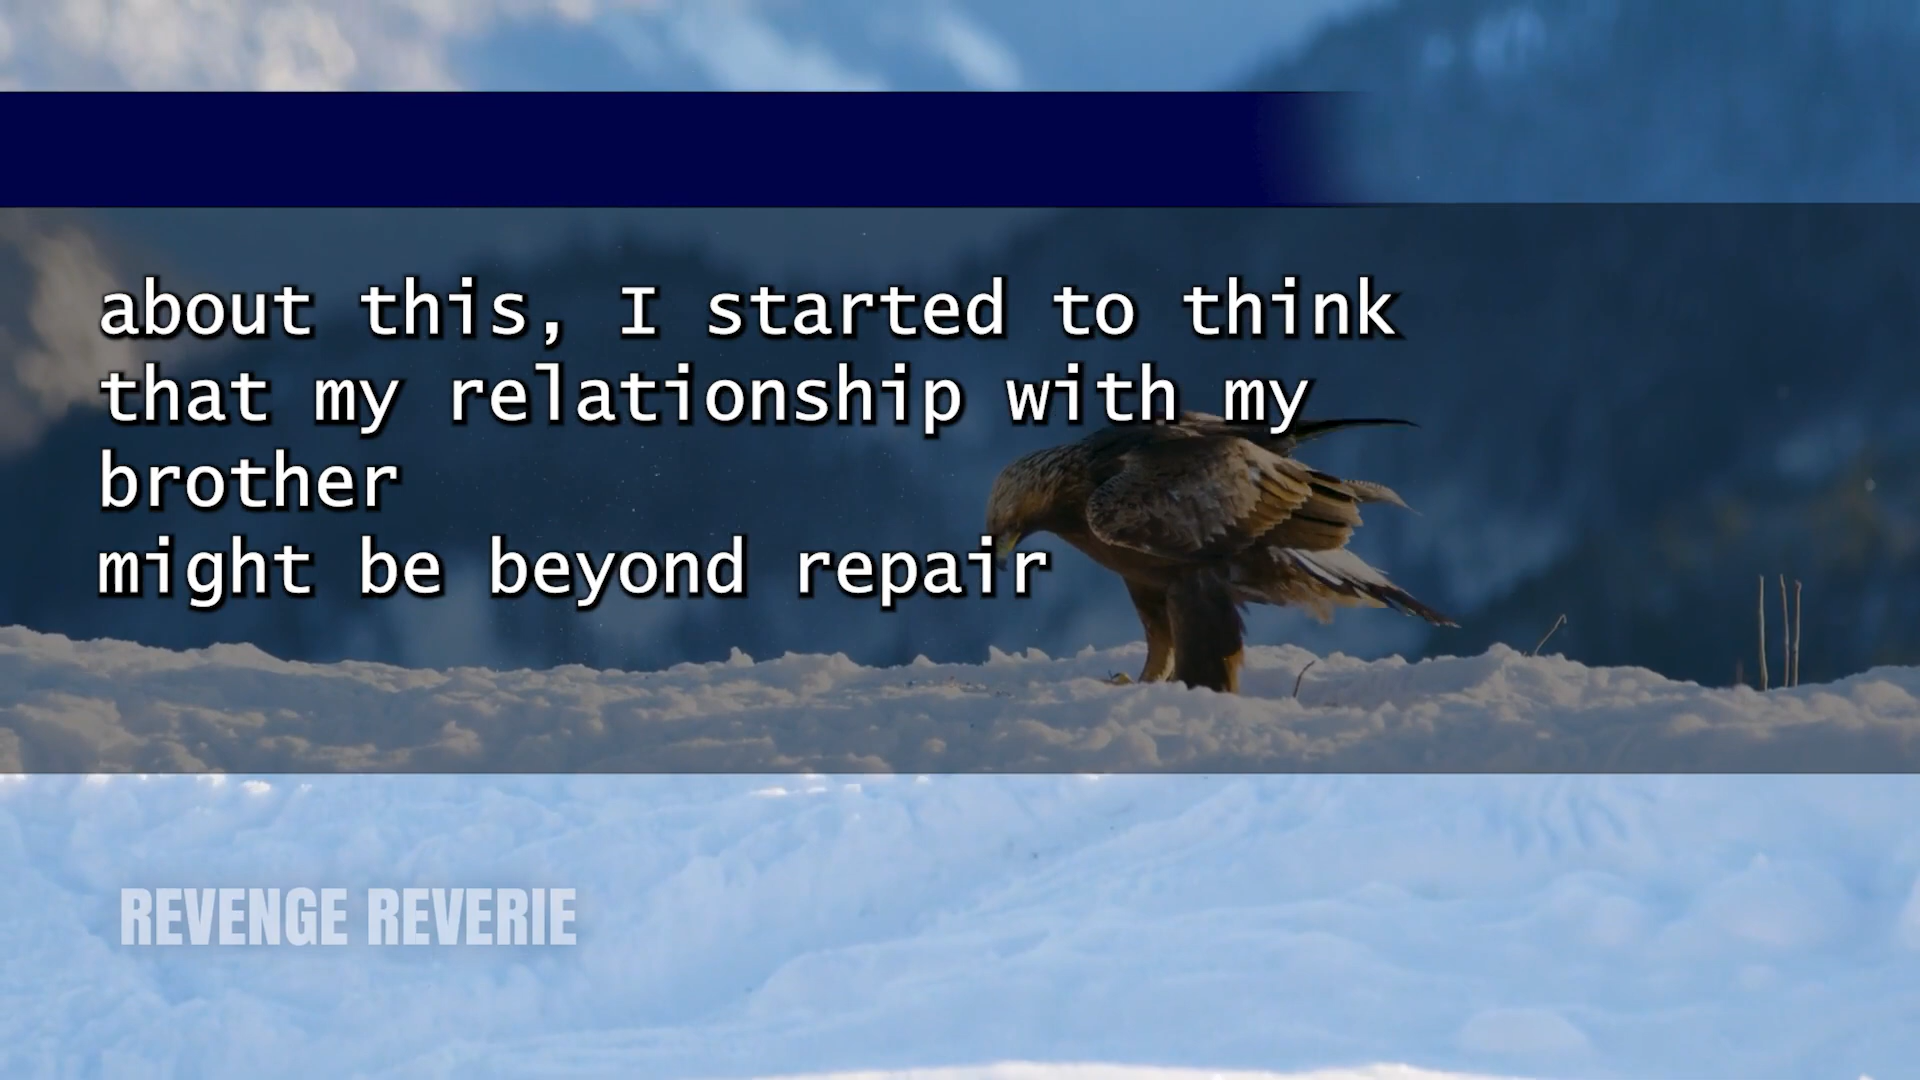 about this, I started to think
that my relationship with my
brother
might be beyond repair
REVENGE REVERIE